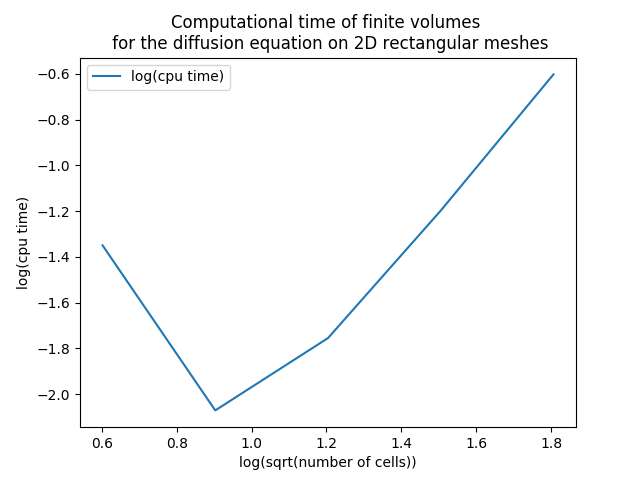 Computational time of finite volumes
for the diffusion equation on 2D rectangular meshes
log(cpu time)
−0.6
−0.8
−1.0
−1.2
−1.4
−1.6
−1.8
−2.0
log(cpu time)
0.6 0.8 1.0 1.2 1.4 1.6 1.8
log(sqrt(number of cells))